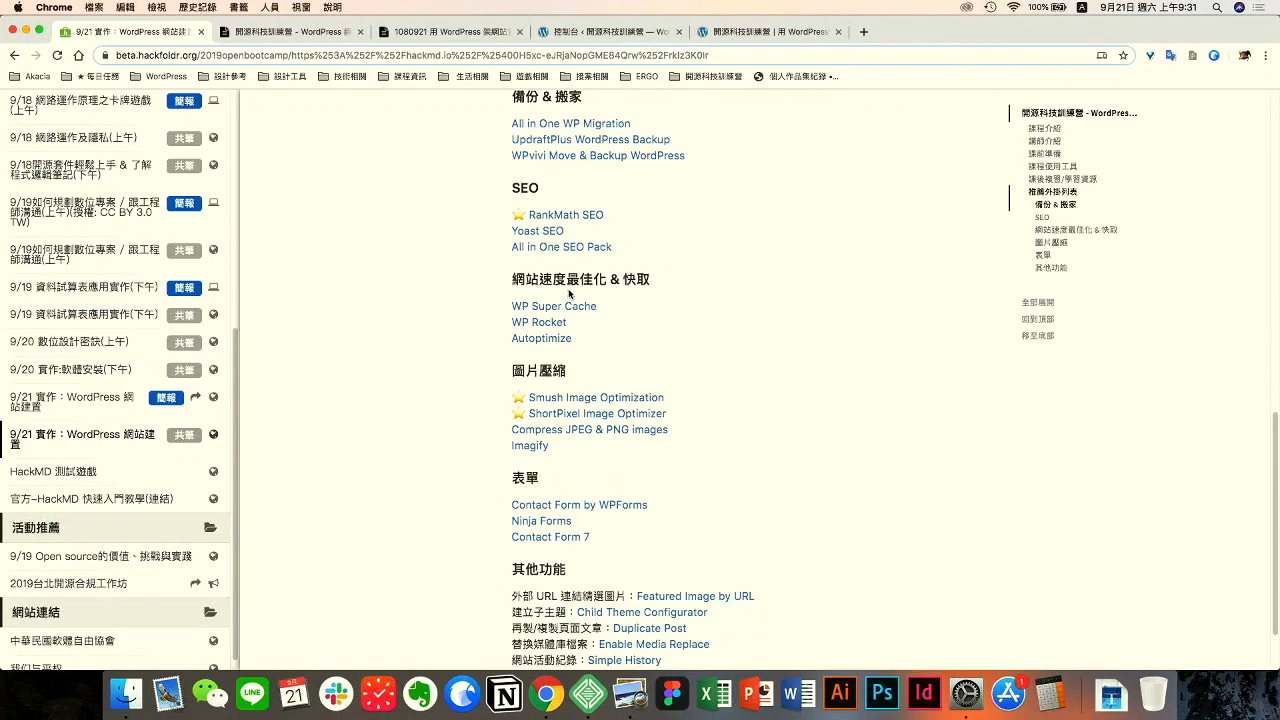 Chrome 檔案 編輯 檢視 歷史記錄 書籤 人員 視窗 說明
100% 9月21日 週六 上午9:31
9/21 實作：WordPress 網站建
開源科技訓練營 - WordPress 網
1080921 用 WordPress 架網站
控制台 ‹ 開源科技訓練營 — Wo
開源科技訓練營 | 用 WordPress
beta.hackfoldr.org/2019openbootcamp/https%253A%252F%252Fhackmd.io%252F%25400H5xc-eJRjaNopGME84Qrw%252Frklz3K0Ir
Akacia
★ 每日任務
WordPress
設計參考
設計工具
技術相關
課程資訊
生活相關
遊戲相關
接案相關
ERGO
開源科技訓練營
個人作品集紀錄 •...
9/18 網路運作原理之卡牌遊戲(上午) 簡報
9/18 網路運作及隱私(上午) 共筆
9/18開源套件輕鬆上手 & 了解
程式邏輯筆記(下午) 共筆
9/19如何規劃數位專案 / 跟工程
師溝通(上午)(授權: CC BY 3.0
TW) 簡報
9/19如何規劃數位專案 / 跟工程
師溝通(上午) 共筆
9/19 資料試算表應用實作(下午) 簡報
9/19 資料試算表應用實作(下午) 共筆
9/20 數位設計密訣(上午) 共筆
9/20 實作:軟體安裝(下午) 共筆
9/21 實作：WordPress 網
站建置 簡報
9/21 實作：WordPress 網站建
置 共筆
HackMD 測試遊戲
官方-HackMD 快速入門教學(連結)
活動推薦
9/19 Open source的價值、挑戰與實踐
2019台北開源合規工作坊
網站連結
中華民國軟體自由協會
我们与平权
備份 & 搬家
All in One WP Migration
UpdraftPlus WordPress Backup
WPvivi Move & Backup WordPress
SEO
⭐ RankMath SEO
Yoast SEO
All in One SEO Pack
網站速度最佳化 & 快取
WP Super Cache
WP Rocket
Autoptimize
圖片壓縮
⭐ Smush Image Optimization
⭐ ShortPixel Image Optimizer
Compress JPEG & PNG images
Imagify
表單
Contact Form by WPForms
Ninja Forms
Contact Form 7
其他功能
外部 URL 連結精選圖片：Featured Image by URL
建立子主題：Child Theme Configurator
再製/複製頁面文章：Duplicate Post
替換媒體庫檔案：Enable Media Replace
網站活動紀錄：Simple History
開源科技訓練營 - WordPres...
課程介紹
講師介紹
課前準備
課程使用工具
課後複習/學習資源
推薦外掛列表
備份 & 搬家
SEO
網站速度最佳化 & 快取
圖片壓縮
表單
其他功能
全部展開
回到頂部
移至底部
LINE
9月
21
Ai
Ps
Id
1